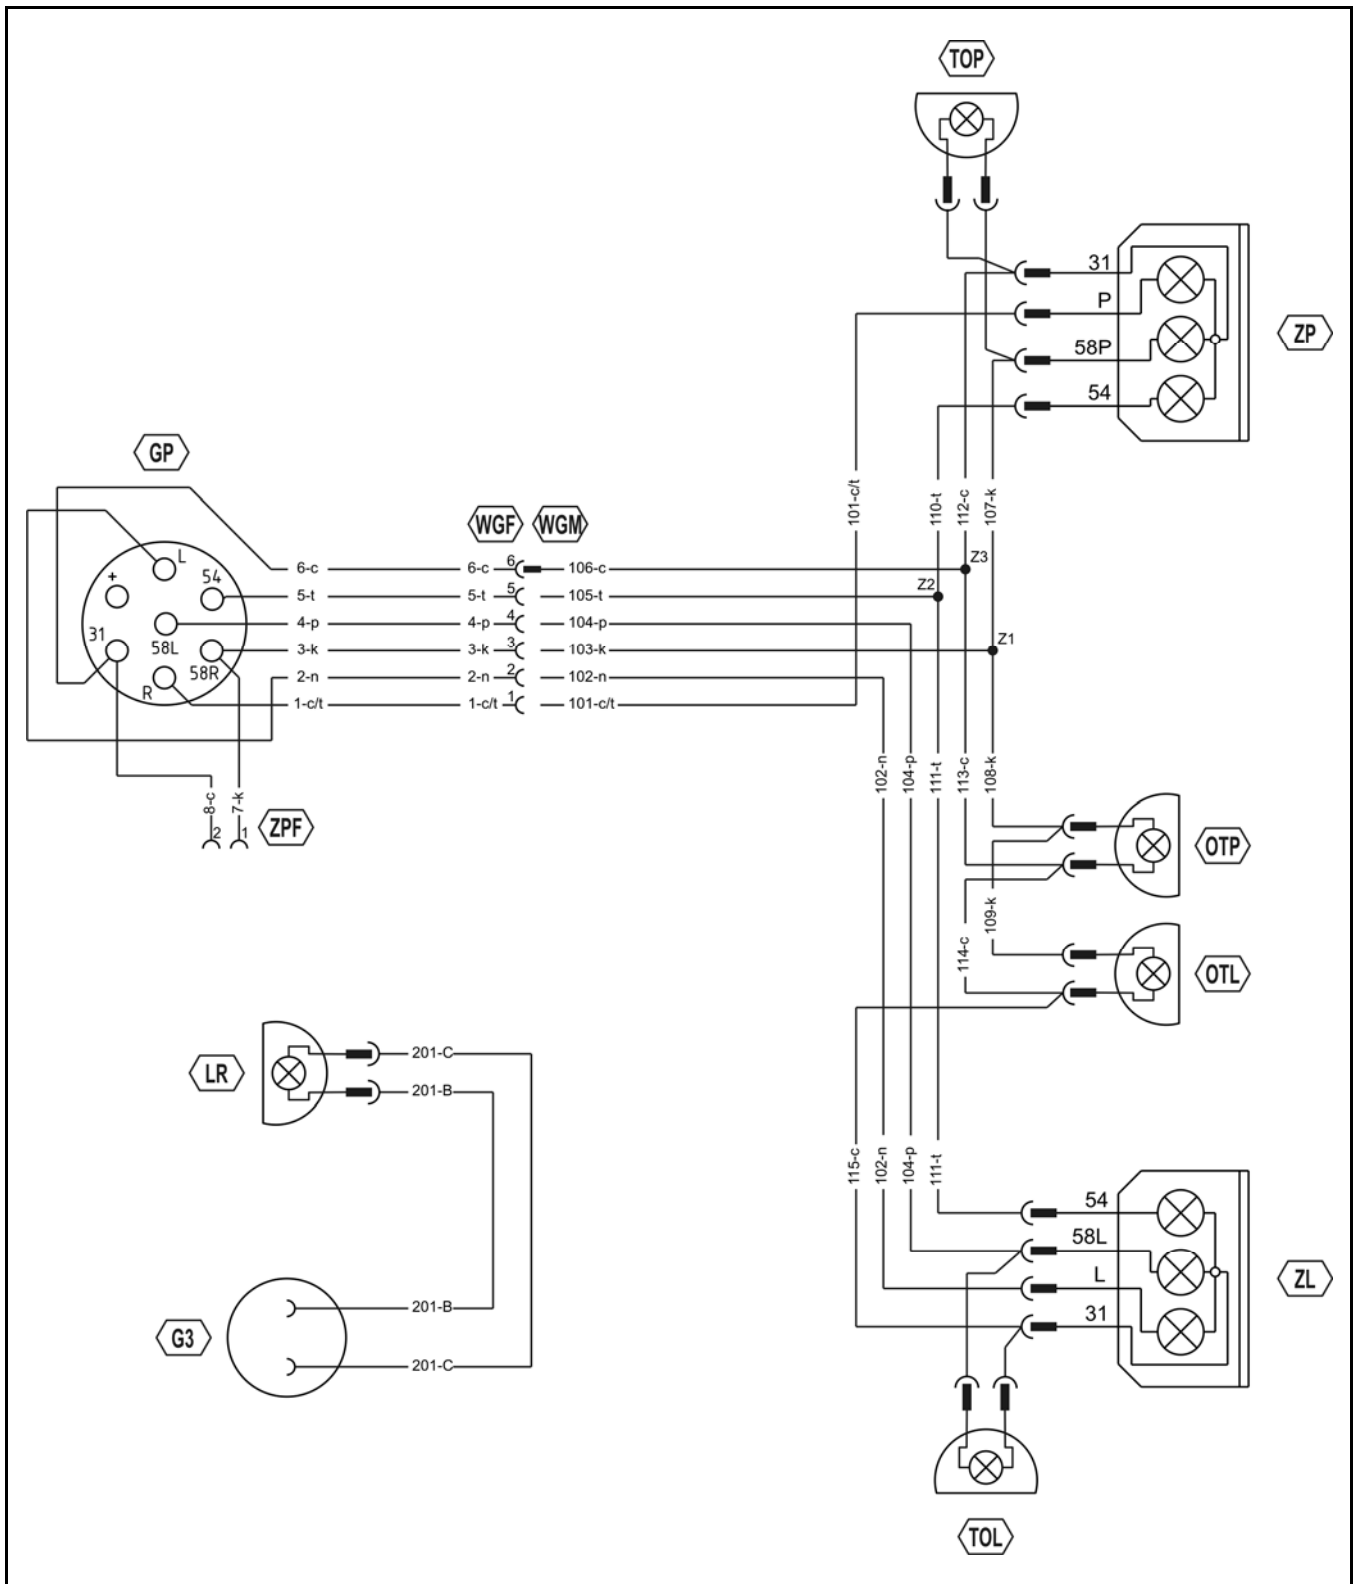 TOP
31
P
58P
54
ZP
GP
101-c/t
110-t
112-c
107-k
WGF
WGM
L
54
+
31
58L
58R
R
6-c
6-c
6
106-c
Z3
5-t
5-t
5
105-t
Z2
4-p
4-p
4
104-p
3-k
3-k
3
103-k
Z1
2-n
2-n
2
102-n
1-c/t
1-c/t
1
101-c/t
8-c
7-k
2
1
ZPF
102-n
104-p
111-t
113-c
108-k
OTP
109-k
114-c
OTL
LR
201-C
201-B
115-c
102-n
104-p
111-t
54
58L
L
31
ZL
G3
201-B
201-C
TOL